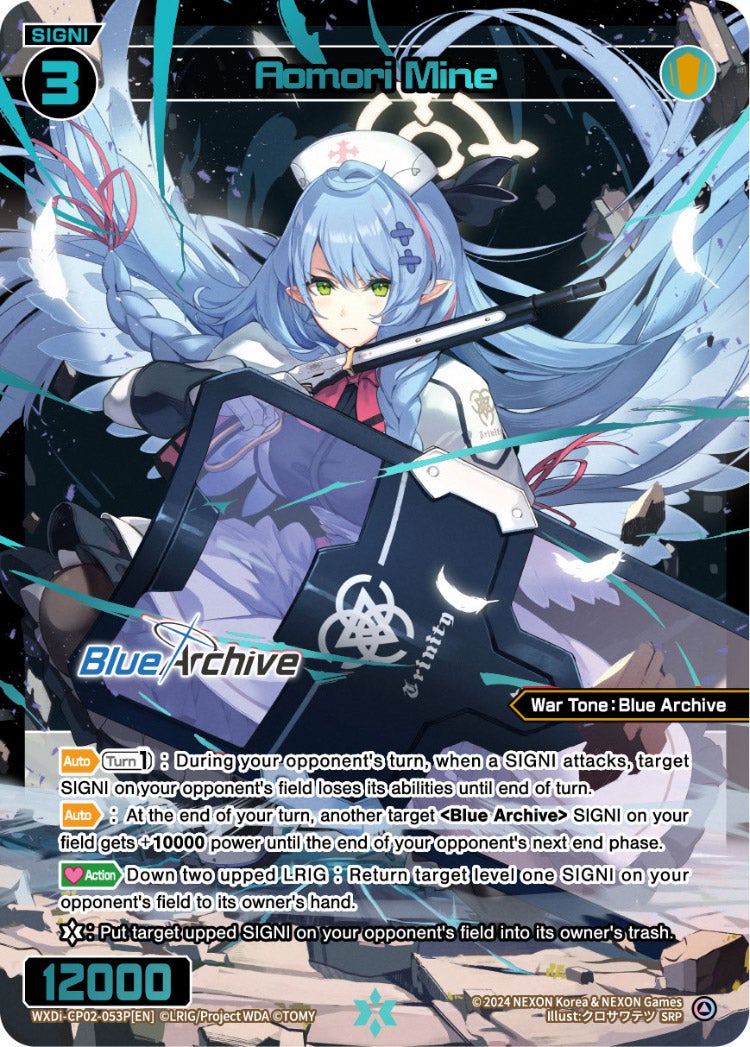 SIGNI
3
Aomori Mine
Trinity
Trinity
Blue Archive
War Tone：Blue Archive
Auto Turn 1 : During your opponent's turn, when a SIGNI attacks, target
SIGNI on your opponent's field loses its abilities until end of turn.
Auto : At the end of your turn, another target <Blue Archive> SIGNI on your
field gets +10000 power until the end of your opponent's next end phase.
Action Down two upped LRIG : Return target level one SIGNI on your
opponent's field to its owner's hand.
: Put target upped SIGNI on your opponent's field into its owner's trash.
12000
WXDi-CP02-053P[EN] ©LRIG/Project WDA ©TOMY
© 2024 NEXON Korea & NEXON Games
Illust:クロサワテツ SRP